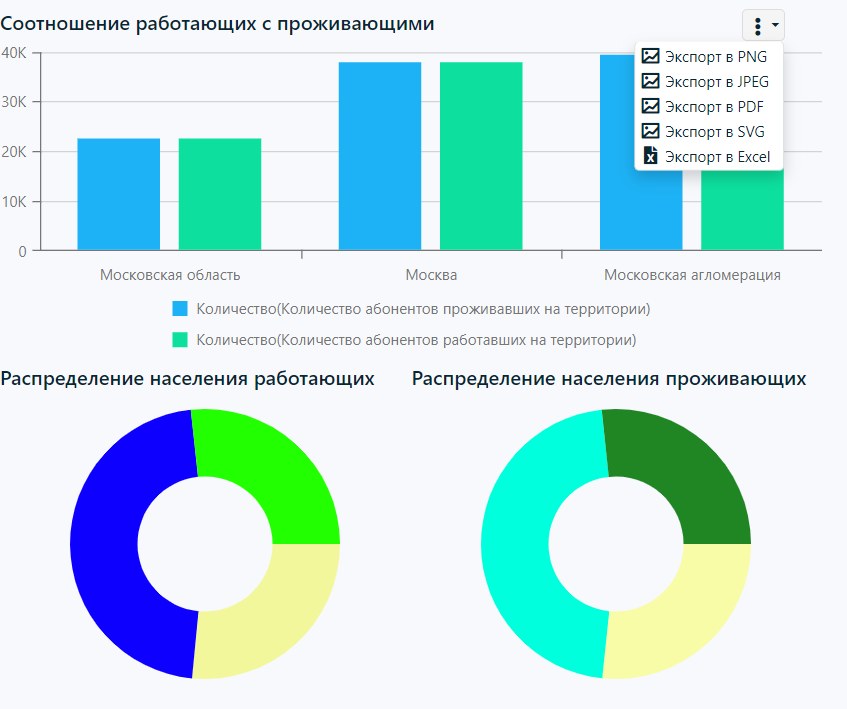 Соотношение работающих с проживающими
40K
30K
20K
10K
0
Экспорт в PNG
Экспорт в JPEG
Экспорт в PDF
Экспорт в SVG
Экспорт в Excel
Московская область
Москва
Московская агломерация
Количество(Количество абонентов проживавших на территории)
Количество(Количество абонентов работавших на территории)
Распределение населения работающих
Распределение населения проживающих